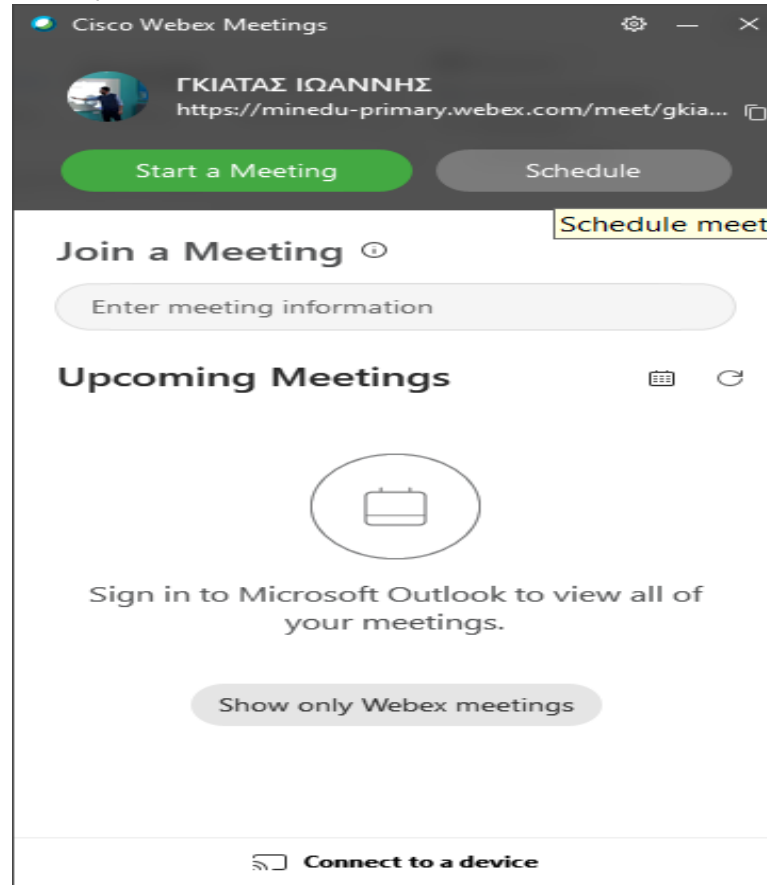 Cisco Webex Meetings
ΓΚΙΑΤΑΣ ΙΩΑΝΝΗΣ
https://minedu-primary.webex.com/meet/gkia...
Start a Meeting
Schedule
Schedule meet
Join a Meeting
Enter meeting information
Upcoming Meetings
Sign in to Microsoft Outlook to view all of
your meetings.
Show only Webex meetings
Connect to a device